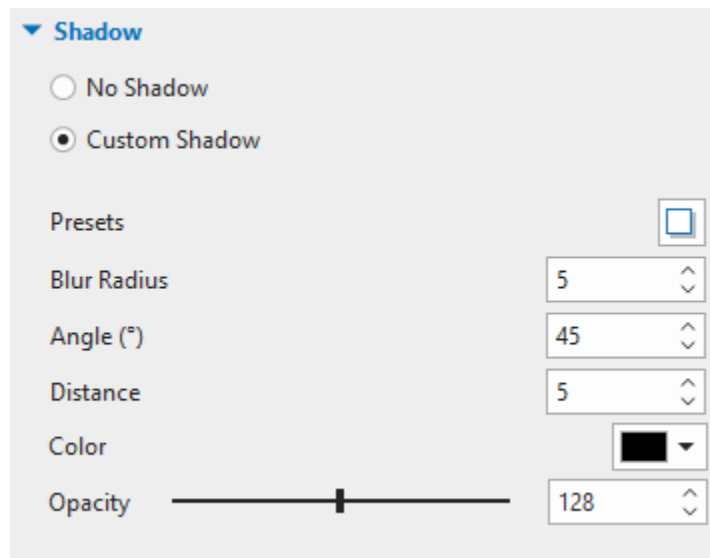 Shadow
No Shadow
Custom Shadow
Presets
Blur Radius 5
Angle (°) 45
Distance 5
Color
Opacity 128